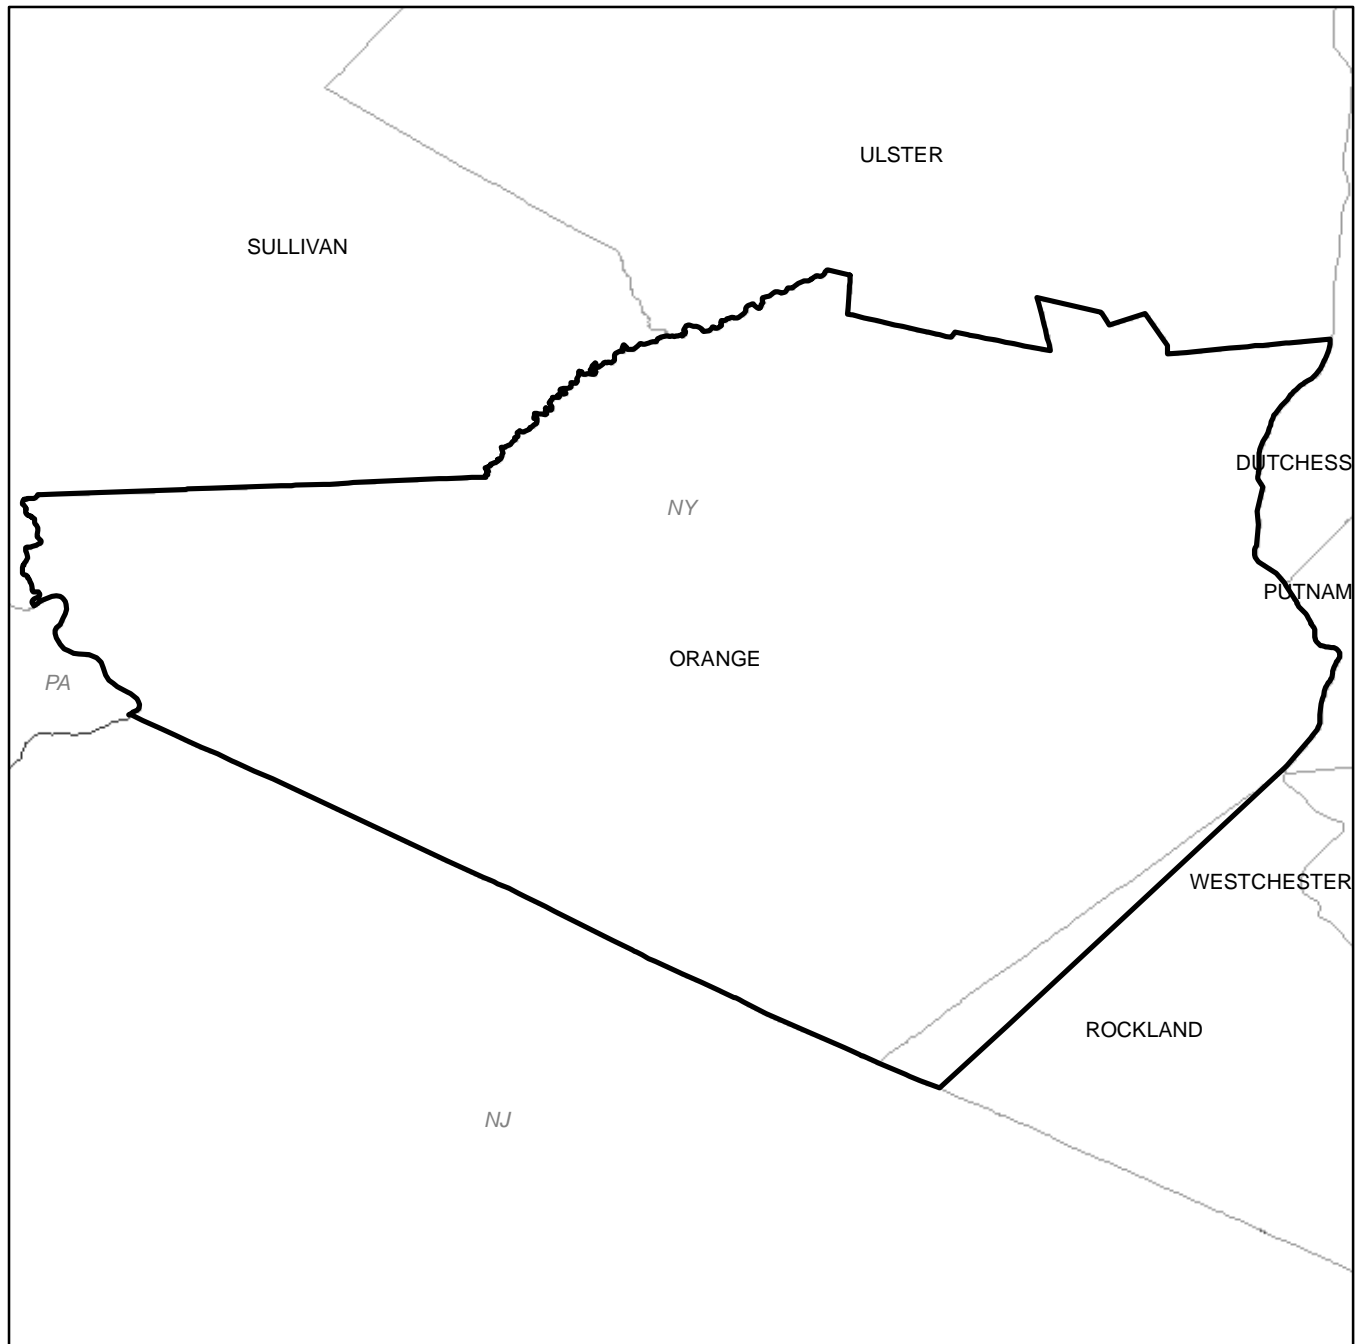 ULSTER
SULLIVAN
DUTCHESS
NY
PUTNAM
ORANGE
PA
WESTCHESTER
ROCKLAND
NJ